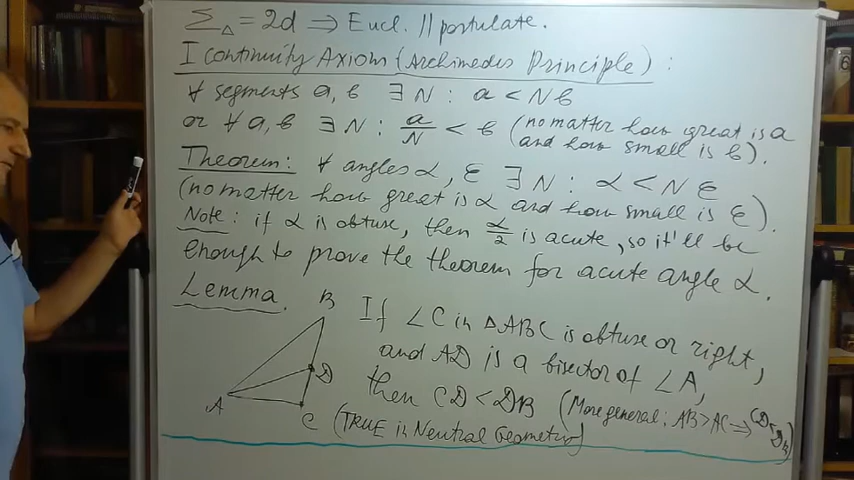 Σ△ = 2d ⇒ Eucl. || postulate.
I Continuity Axiom (Archimedes Principle):
∀ segments a, b ∃ N : a < Nb
or ∀ a, b ∃ N : a/N < b (no matter how great is a and how small is b).
Theorem: ∀ angles α, ε ∃ N : α < N ε
(no matter how great is α and how small is ε).
Note: if α is obtuse, then α/2 is acute, so it'll be
enough to prove the theorem for acute angle α.
Lemma.
B
D
A
C
If ∠C in △ABC is obtuse or right,
and AD is a bisector of ∠A,
then CD < DB (More general: AB > AC ⇒ CD < DB)
(TRUE in Neutral Geometry)
6